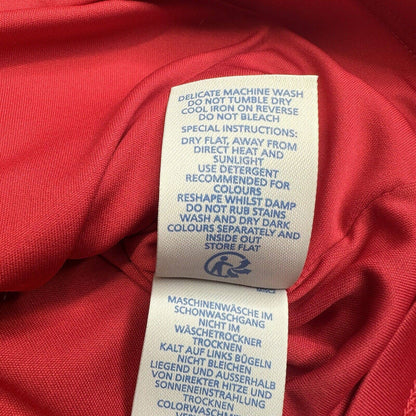 DELICATE MACHINE WASH
DO NOT TUMBLE DRY
COOL IRON ON REVERSE
DO NOT BLEACH
SPECIAL INSTRUCTIONS:
DRY FLAT, AWAY FROM
DIRECT HEAT AND
SUNLIGHT
USE DETERGENT
RECOMMENDED FOR
COLOURS
RESHAPE WHILST DAMP
DO NOT RUB STAINS
WASH AND DRY DARK
COLOURS SEPARATELY AND
INSIDE OUT
STORE FLAT
MASCHINENWÄSCHE IM
SCHONWASCHGANG
NICHT IM
WÄSCHETROCKNER
TROCKNEN
KALT AUF LINKS BÜGELN
NICHT BLEICHEN
LIEGEND UND AUSSERHALB
VON DIREKTER HITZE UND
SONNENEINSTRAHLUNG
TROCKNEN
COLORWASCHMITTEL